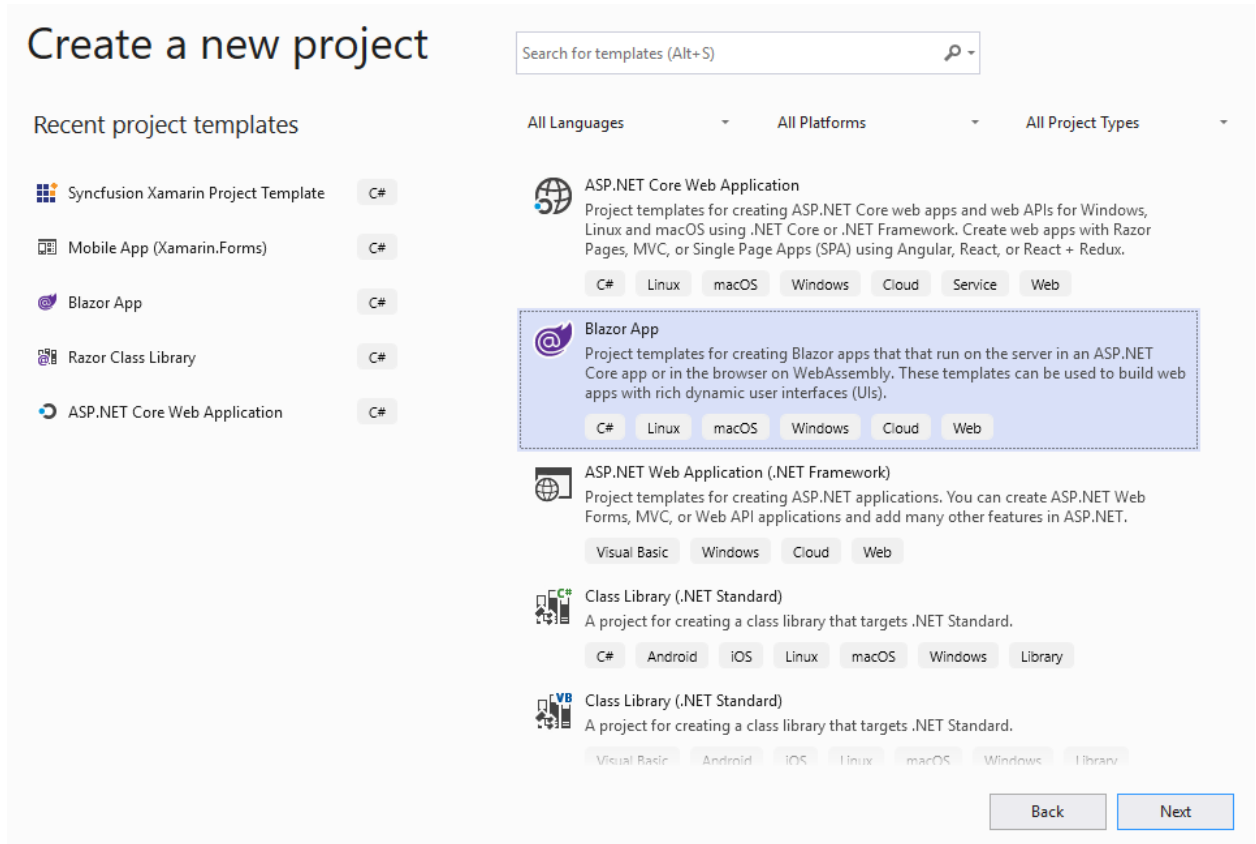 Create a new project
Search for templates (Alt+S)
Recent project templates
All Languages
All Platforms
All Project Types
Syncfusion Xamarin Project Template C#
Mobile App (Xamarin.Forms) C#
Blazor App C#
Razor Class Library C#
ASP.NET Core Web Application C#
ASP.NET Core Web Application
Project templates for creating ASP.NET Core web apps and web APIs for Windows,
Linux and macOS using .NET Core or .NET Framework. Create web apps with Razor
Pages, MVC, or Single Page Apps (SPA) using Angular, React, or React + Redux.
C# Linux macOS Windows Cloud Service Web
Blazor App
Project templates for creating Blazor apps that that run on the server in an ASP.NET
Core app or in the browser on WebAssembly. These templates can be used to build web
apps with rich dynamic user interfaces (UIs).
C# Linux macOS Windows Cloud Web
ASP.NET Web Application (.NET Framework)
Project templates for creating ASP.NET applications. You can create ASP.NET Web
Forms, MVC, or Web API applications and add many other features in ASP.NET.
Visual Basic Windows Cloud Web
C#
Class Library (.NET Standard)
A project for creating a class library that targets .NET Standard.
C# Android iOS Linux macOS Windows Library
VB
Class Library (.NET Standard)
A project for creating a class library that targets .NET Standard.
Visual Basic Android iOS Linux macOS Windows Library
Back Next